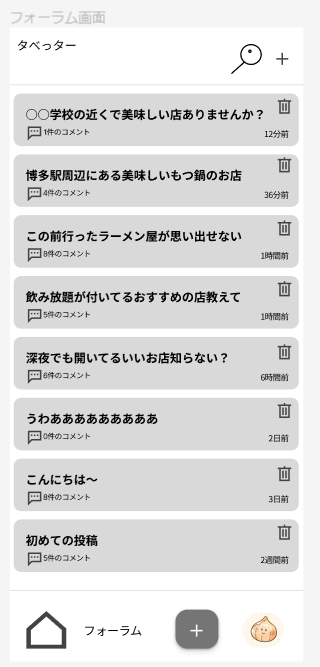 フォーラム画面
タベッター
○○学校の近くで美味しい店ありませんか？
1件のコメント
12分前
博多駅周辺にある美味しいもつ鍋のお店
4件のコメント
36分前
この前行ったラーメン屋が思い出せない
8件のコメント
1時間前
飲み放題が付いてるおすすめの店教えて
5件のコメント
1時間前
深夜でも開いてるいいお店知らない？
6件のコメント
6時間前
うわああああああああ
0件のコメント
2日前
こんにちは～
8件のコメント
3日前
初めての投稿
5件のコメント
2週間前
フォーラム